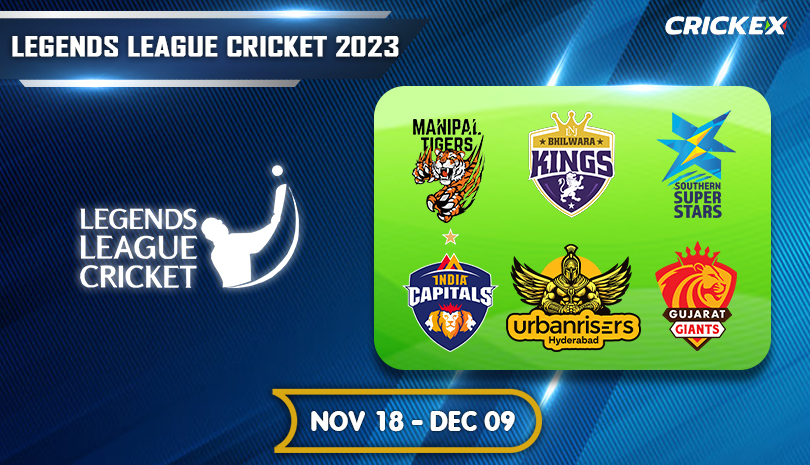 LEGENDS LEAGUE CRICKET 2023
CRICKEX
LEGENDS
LEAGUE
CRICKET
MANIPAL
TIGERS
BHILWARA
KINGS
SOUTHERN
SUPER
STARS
INDIA
CAPITALS
urbanrisers
Hyderabad
GUJARAT
GIANTS
NOV 18 - DEC 09